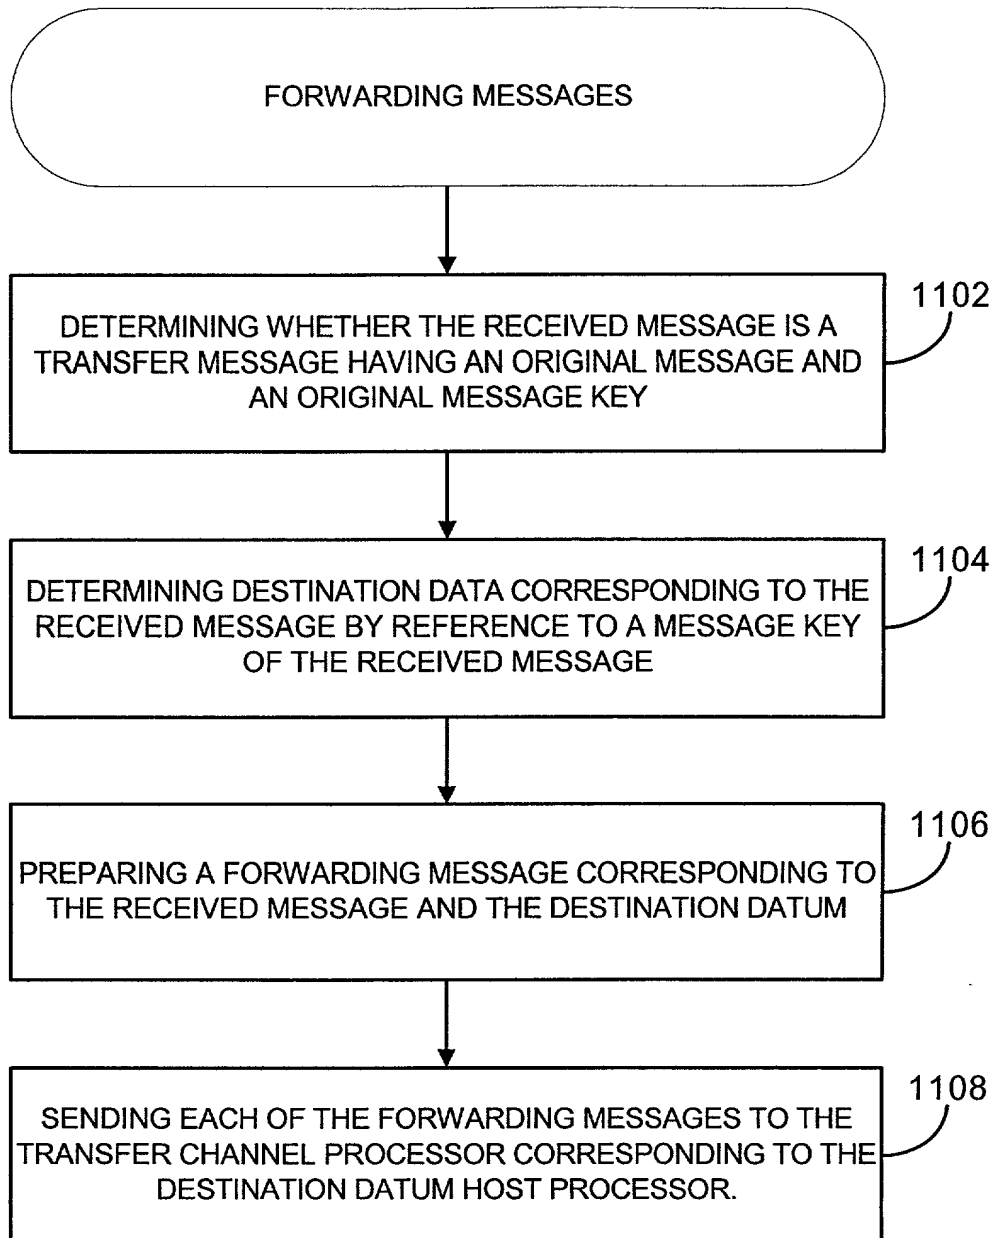 FORWARDING MESSAGES
1102
DETERMINING WHETHER THE RECEIVED MESSAGE IS A
TRANSFER MESSAGE HAVING AN ORIGINAL MESSAGE AND
AN ORIGINAL MESSAGE KEY
1104
DETERMINING DESTINATION DATA CORRESPONDING TO THE
RECEIVED MESSAGE BY REFERENCE TO A MESSAGE KEY
OF THE RECEIVED MESSAGE
1106
PREPARING A FORWARDING MESSAGE CORRESPONDING TO
THE RECEIVED MESSAGE AND THE DESTINATION DATUM
1108
SENDING EACH OF THE FORWARDING MESSAGES TO THE
TRANSFER CHANNEL PROCESSOR CORRESPONDING TO THE
DESTINATION DATUM HOST PROCESSOR.